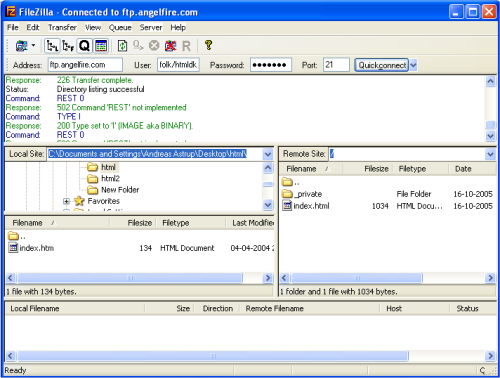 FileZilla - Connected to ftp.angelfire.com
File Edit Transfer View Queue Server Help
Address: ftp.angelfire.com User: folk/htmldk Password: ●●●●●●● Port: 21 Quickconnect
Response: 226 Transfer complete.
Status: Directory listing successful
Command: REST 0
Response: 502 Command 'REST' not implemented
Command: TYPE I
Response: 200 Type set to 'I' (IMAGE aka BINARY).
Command: REST 0
Local Site: C:\Documents and Settings\Andreas Astrup\Desktop\html\
html
html2
New Folder
Favorites
Filename / Filesize Filetype Last Modified
..
index.htm 134 HTML Document 04-04-2004
1 file with 134 bytes.
Remote Site: /
Filename / Filesize Filetype Date
..
_private File Folder 16-10-2005
index.html 1034 HTML Docu... 16-10-2005
1 folder and 1 file with 1034 bytes.
Local Filename Size Direction Remote Filename Host Status
Ready